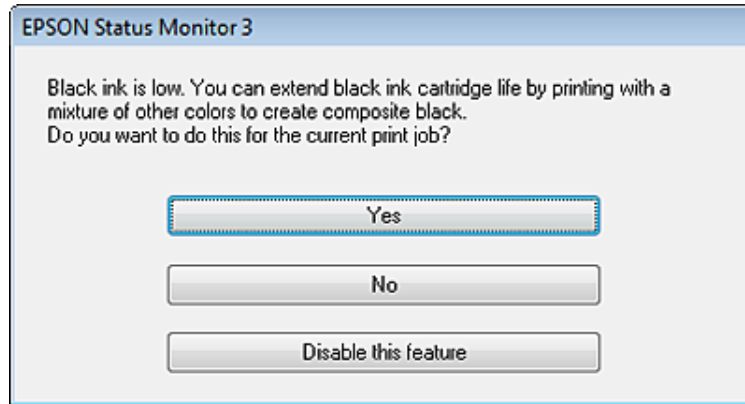 EPSON Status Monitor 3
Black ink is low. You can extend black ink cartridge life by printing with a
mixture of other colors to create composite black.
Do you want to do this for the current print job?
Yes
No
Disable this feature